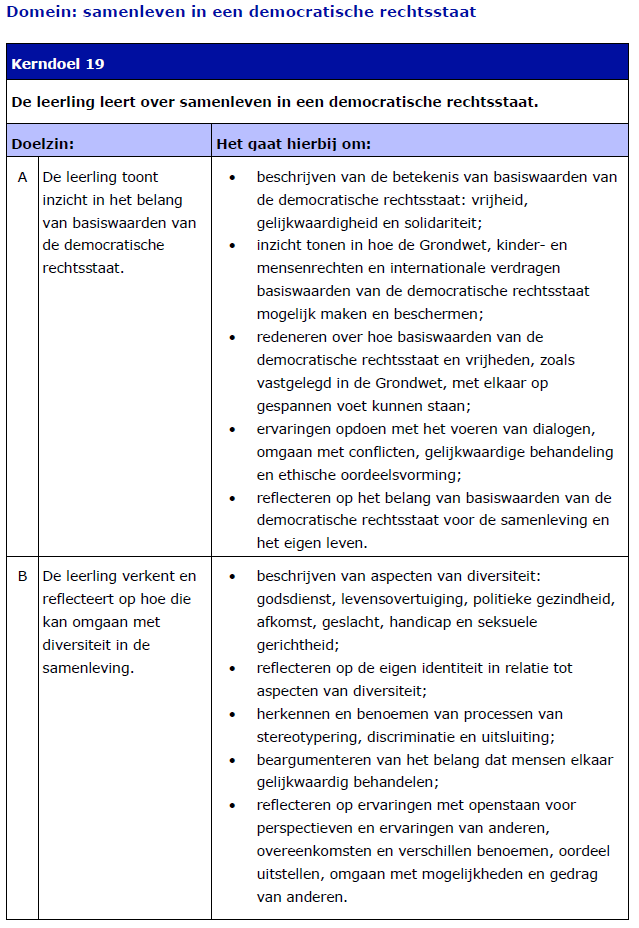 Domein: samenleven in een democratische rechtsstaat
Kerndoel 19
De leerling leert over samenleven in een democratische rechtsstaat.
Doelzin:
Het gaat hierbij om:
A
De leerling toont
inzicht in het belang
van basiswaarden van
de democratische
rechtsstaat.
• beschrijven van de betekenis van basiswaarden van
de democratische rechtsstaat: vrijheid,
gelijkwaardigheid en solidariteit;
• inzicht tonen in hoe de Grondwet, kinder- en
mensenrechten en internationale verdragen
basiswaarden van de democratische rechtsstaat
mogelijk maken en beschermen;
• redeneren over hoe basiswaarden van de
democratische rechtsstaat en vrijheden, zoals
vastgelegd in de Grondwet, met elkaar op
gespannen voet kunnen staan;
• ervaringen opdoen met het voeren van dialogen,
omgaan met conflicten, gelijkwaardige behandeling
en ethische oordeelsvorming;
• reflecteren op het belang van basiswaarden van de
democratische rechtsstaat voor de samenleving en
het eigen leven.
B
De leerling verkent en
reflecteert op hoe die
kan omgaan met
diversiteit in de
samenleving.
• beschrijven van aspecten van diversiteit:
godsdienst, levensovertuiging, politieke gezindheid,
afkomst, geslacht, handicap en seksuele
gerichtheid;
• reflecteren op de eigen identiteit in relatie tot
aspecten van diversiteit;
• herkennen en benoemen van processen van
stereotypering, discriminatie en uitsluiting;
• beargumenteren van het belang dat mensen elkaar
gelijkwaardig behandelen;
• reflecteren op ervaringen met openstaan voor
perspectieven en ervaringen van anderen,
overeenkomsten en verschillen benoemen, oordeel
uitstellen, omgaan met mogelijkheden en gedrag
van anderen.